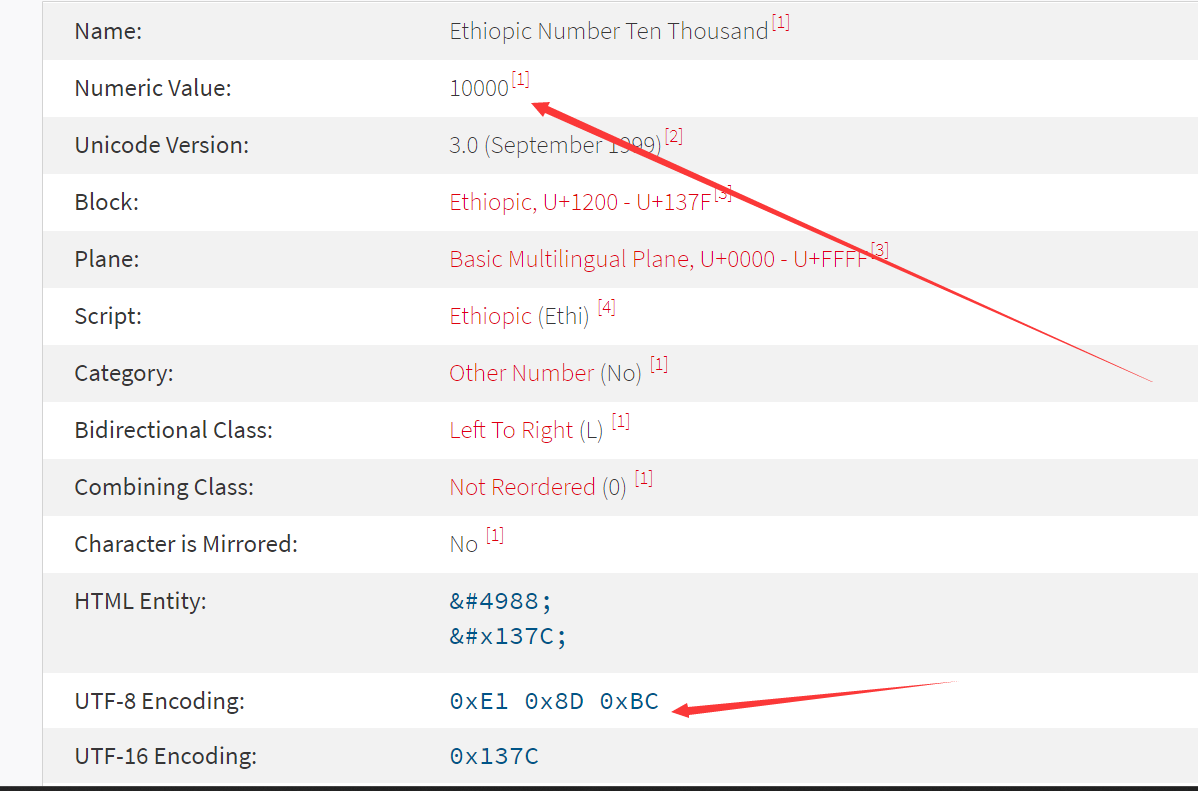 Name: Ethiopic Number Ten Thousand[1]
Numeric Value: 10000[1]
Unicode Version: 3.0 (September 1999)[2]
Block: Ethiopic, U+1200 - U+137F[3]
Plane: Basic Multilingual Plane, U+0000 - U+FFFF[3]
Script: Ethiopic (Ethi) [4]
Category: Other Number (No) [1]
Bidirectional Class: Left To Right (L) [1]
Combining Class: Not Reordered (0) [1]
Character is Mirrored: No [1]
HTML Entity: &#4988;
&#x137C;
UTF-8 Encoding: 0xE1 0x8D 0xBC
UTF-16 Encoding: 0x137C